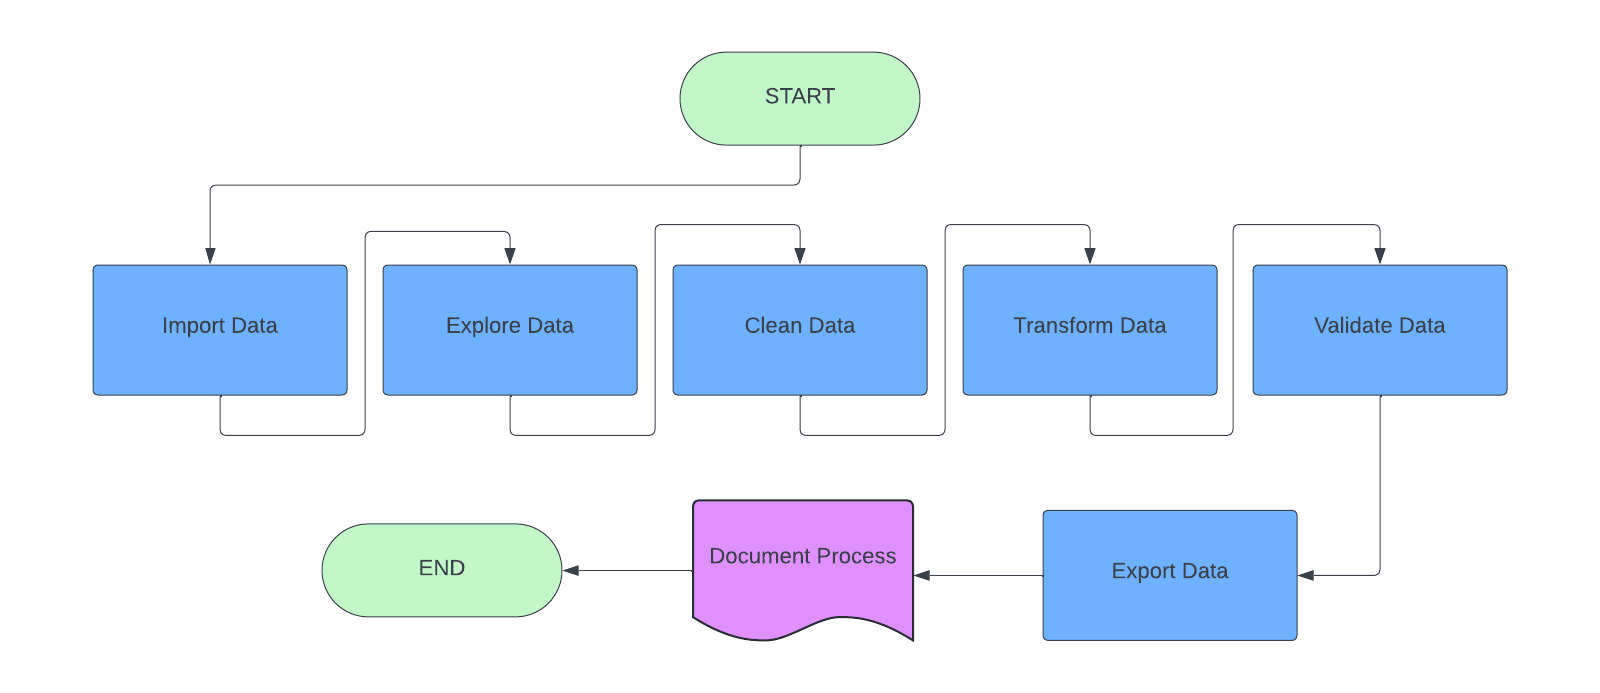 START
Import Data
Explore Data
Clean Data
Transform Data
Validate Data
Export Data
Document Process
END